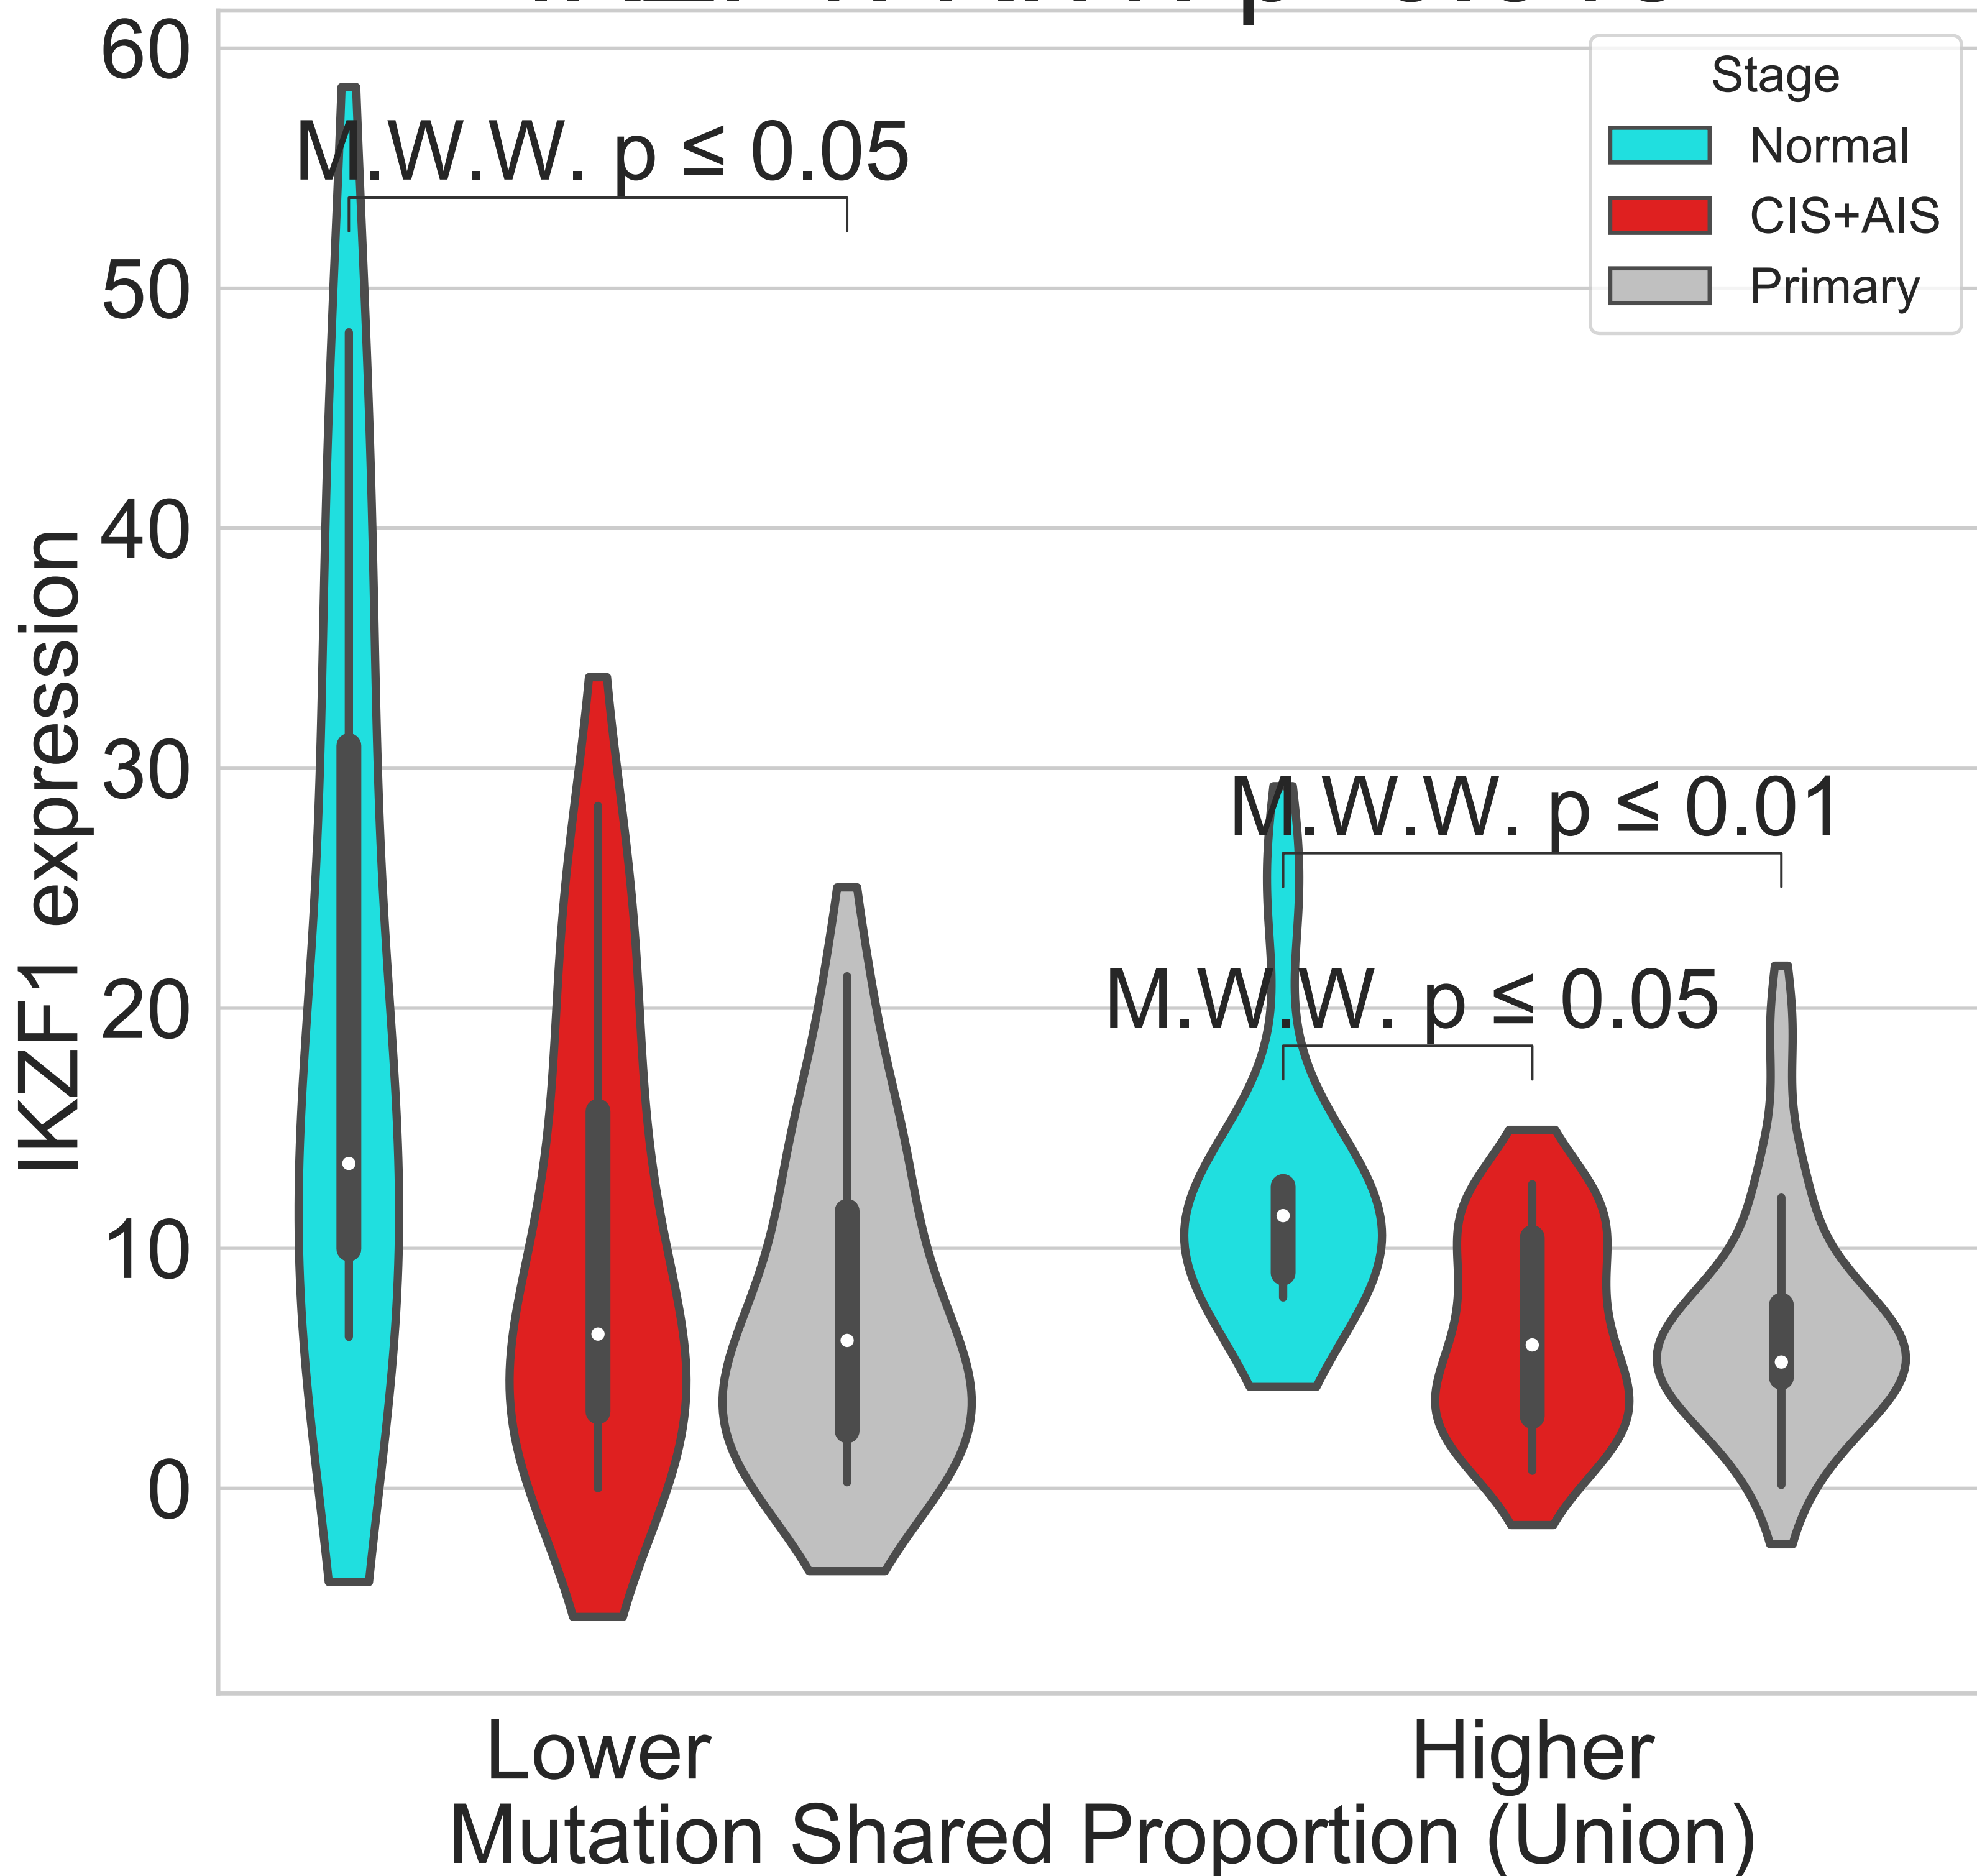 60
50
40
30
20
10
0
IKZF1 expression
M.W.W. p ≤ 0.05
M.W.W. p ≤ 0.01
M.W.W. p ≤ 0.05
Stage
Normal
CIS+AIS
Primary
Lower
Higher
Mutation Shared Proportion (Union)